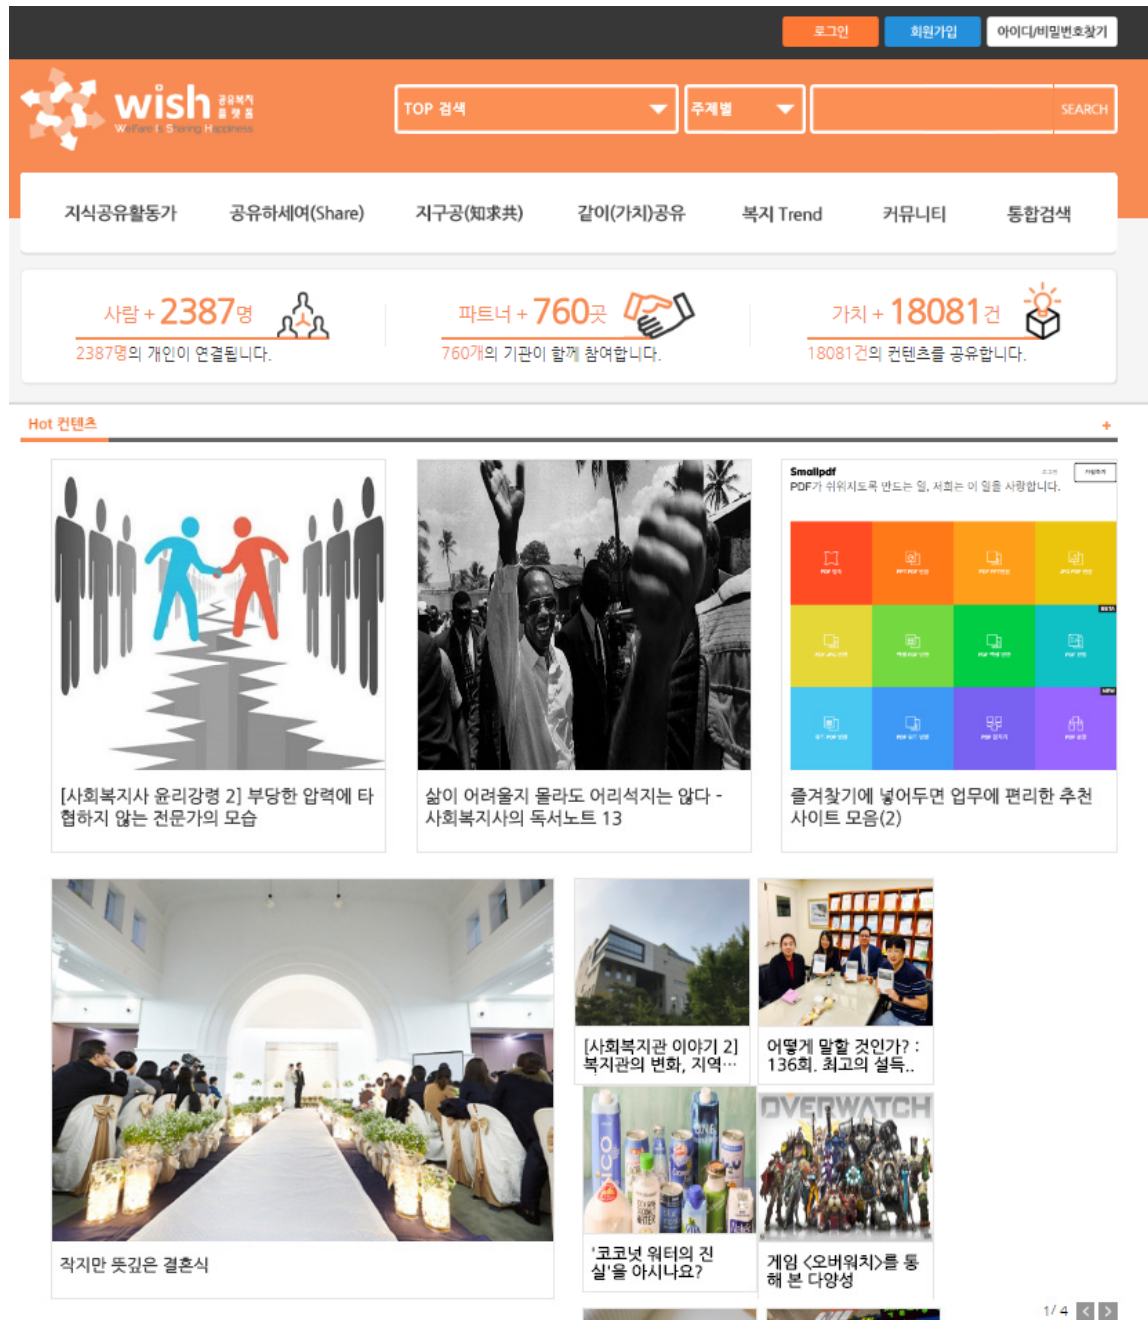 로그인
회원가입
아이디/비밀번호찾기
wish 공유복지
플랫폼
Welfare Is Sharing Happiness
TOP 검색
주제별
SEARCH
지식공유활동가
공유하세여(Share)
지구공(知求共)
같이(가치)공유
복지 Trend
커뮤니티
통합검색
사람 + 2387명
2387명의 개인이 연결됩니다.
파트너 + 760곳
760개의 기관이 함께 참여합니다.
가치 + 18081건
18081건의 컨텐츠를 공유합니다.
Hot 컨텐츠
+
Smallpdf
PDF가 쉬워지도록 만드는 일, 저희는 이 일을 사랑합니다.
BETA
NEW
[사회복지사 윤리강령 2] 부당한 압력에 타
협하지 않는 전문가의 모습
삶이 어려울지 몰라도 어리석지는 않다 -
사회복지사의 독서노트 13
즐겨찾기에 넣어두면 업무에 편리한 추천
사이트 모음(2)
작지만 뜻깊은 결혼식
[사회복지관 이야기 2]
복지관의 변화, 지역…
어떻게 말할 것인가? :
136회. 최고의 설득..
'코코넛 워터의 진
실'을 아시나요?
OVERWATCH
게임 <오버워치>를 통
해 본 다양성
1/ 4 < >